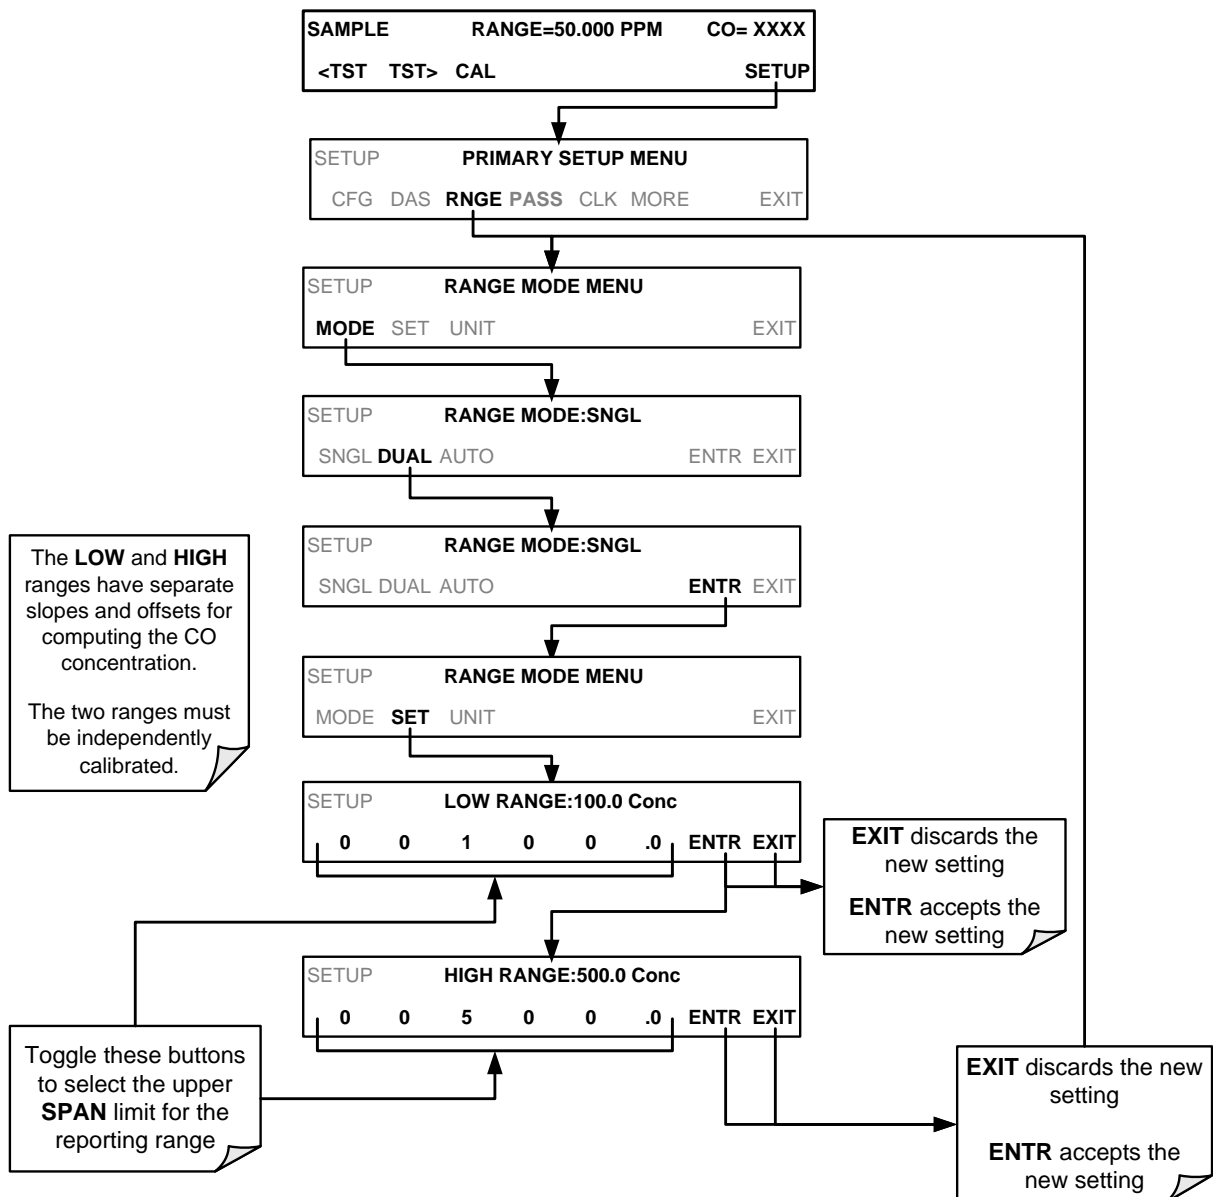 SAMPLE RANGE=50.000 PPM CO= XXXX
<TST TST> CAL SETUP
SETUP PRIMARY SETUP MENU
CFG DAS RNGE PASS CLK MORE EXIT
SETUP RANGE MODE MENU
MODE SET UNIT EXIT
SETUP RANGE MODE:SNGL
SNGL DUAL AUTO ENTR EXIT
SETUP RANGE MODE:SNGL
SNGL DUAL AUTO ENTR EXIT
The LOW and HIGH
ranges have separate
slopes and offsets for
computing the CO
concentration.
The two ranges must
be independently
calibrated.
SETUP RANGE MODE MENU
MODE SET UNIT EXIT
SETUP LOW RANGE:100.0 Conc
0 0 1 0 0 .0 ENTR EXIT
EXIT discards the
new setting
ENTR accepts the
new setting
SETUP HIGH RANGE:500.0 Conc
0 0 5 0 0 .0 ENTR EXIT
Toggle these buttons
to select the upper
SPAN limit for the
reporting range
EXIT discards the new
setting
ENTR accepts the
new setting